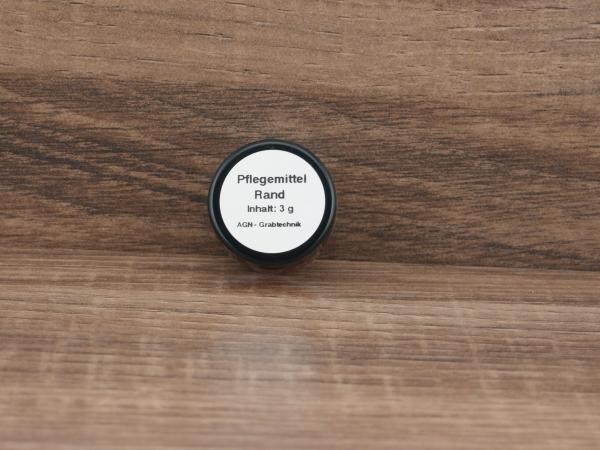 Pflegemittel
Rand
Inhalt: 3 g
AGN - Grabtechnik